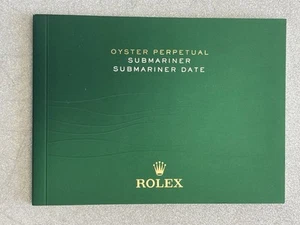 OYSTER PERPETUAL
SUBMARINER
SUBMARINER DATE
ROLEX